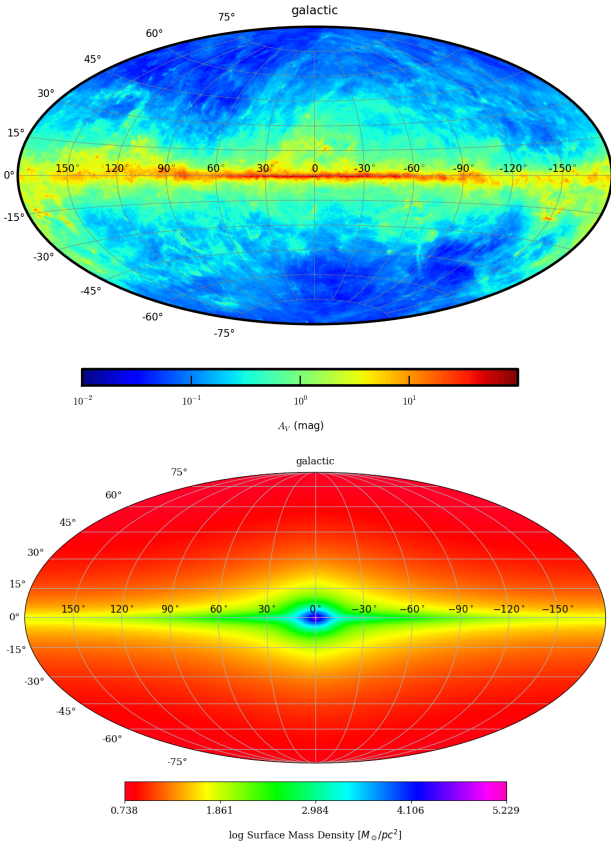 galactic
75°
60°
45°
30°
15°
0°
150° 120° 90° 60° 30° 0° -30° -60° -90° -120° -150°
-15°
-30°
-45°
-60°
-75°
10⁻² 10⁻¹ 10⁰ 10¹
A_V (mag)
galactic
75°
60°
45°
30°
15°
150° 120° 90° 60° 30° 0° −30° −60° −90° −120° −150°
0°
-15°
-30°
-45°
-60°
-75°
0.738 1.861 2.984 4.106 5.229
log Surface Mass Density [M⊙/pc²]